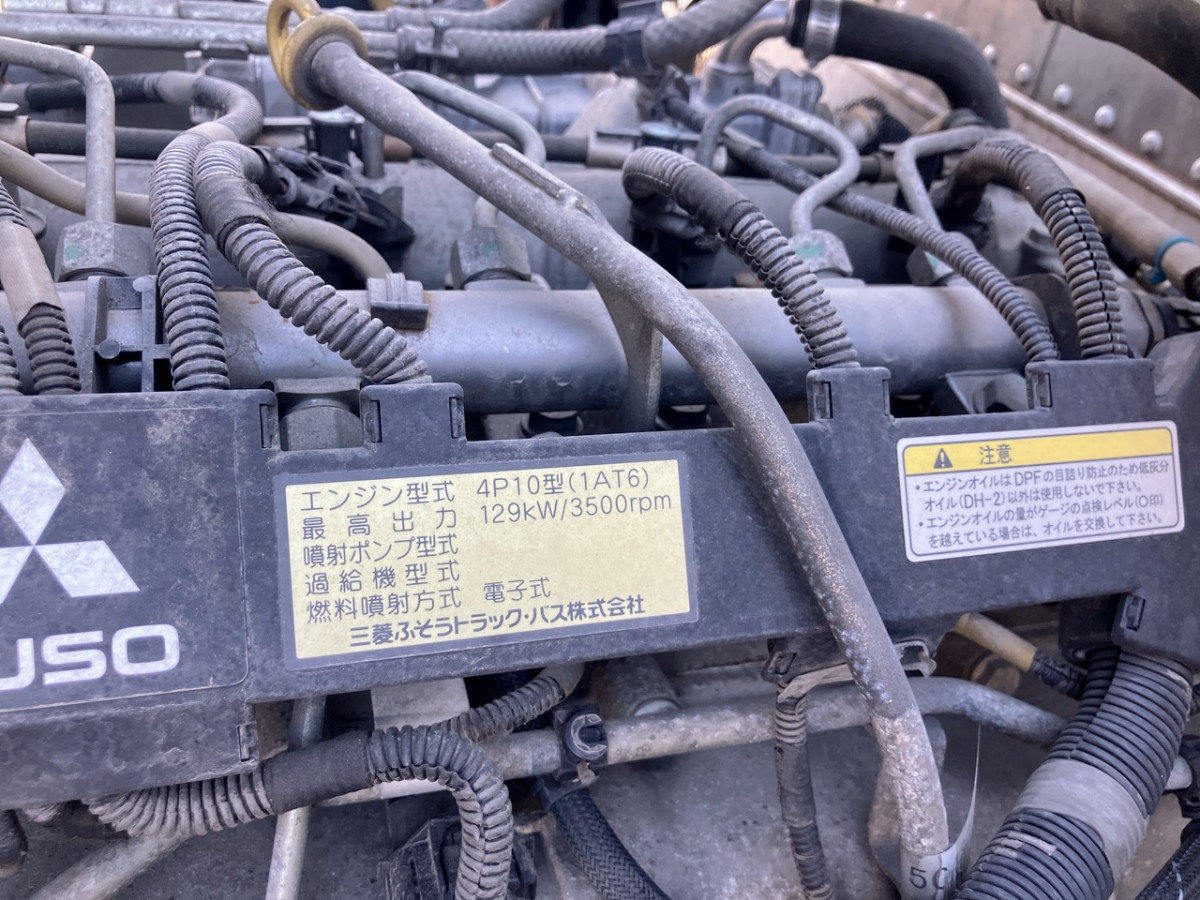 USO
エンジン型式 4P10型(1AT6)
最高出力 129kW/3500rpm
噴射ポンプ型式
過給機型式
燃料噴射方式 電子式
三菱ふそうトラック・バス株式会社
注意
・エンジンオイルはDPFの目詰り防止のため低灰分
オイル(DH-2)以外は使用しないで下さい。
・エンジンオイルの量がゲージの点検レベル(O印)
を越えている場合は、オイルを交換して下さい。